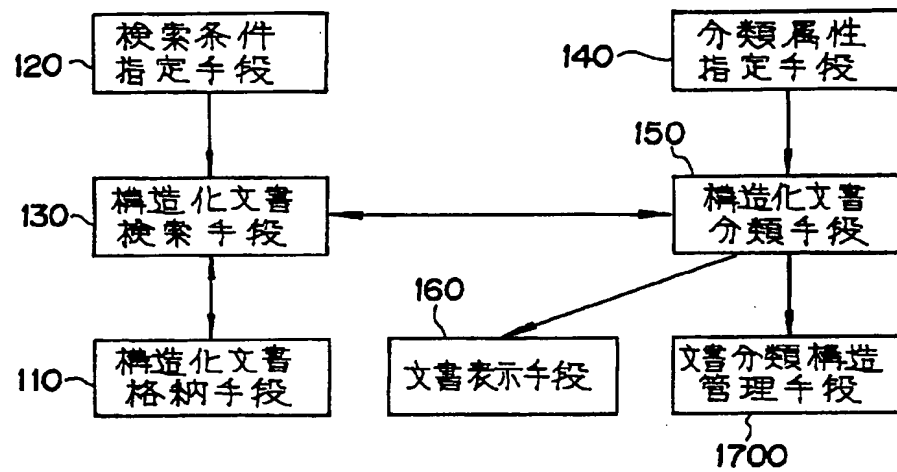 検索条件
指定手段
120
分類属性
指定手段
140
150
構造化文書
検索手段
130
構造化文書
分類手段
160
構造化文書
格納手段
110
文書表示手段
文書分類構造
管理手段
1700